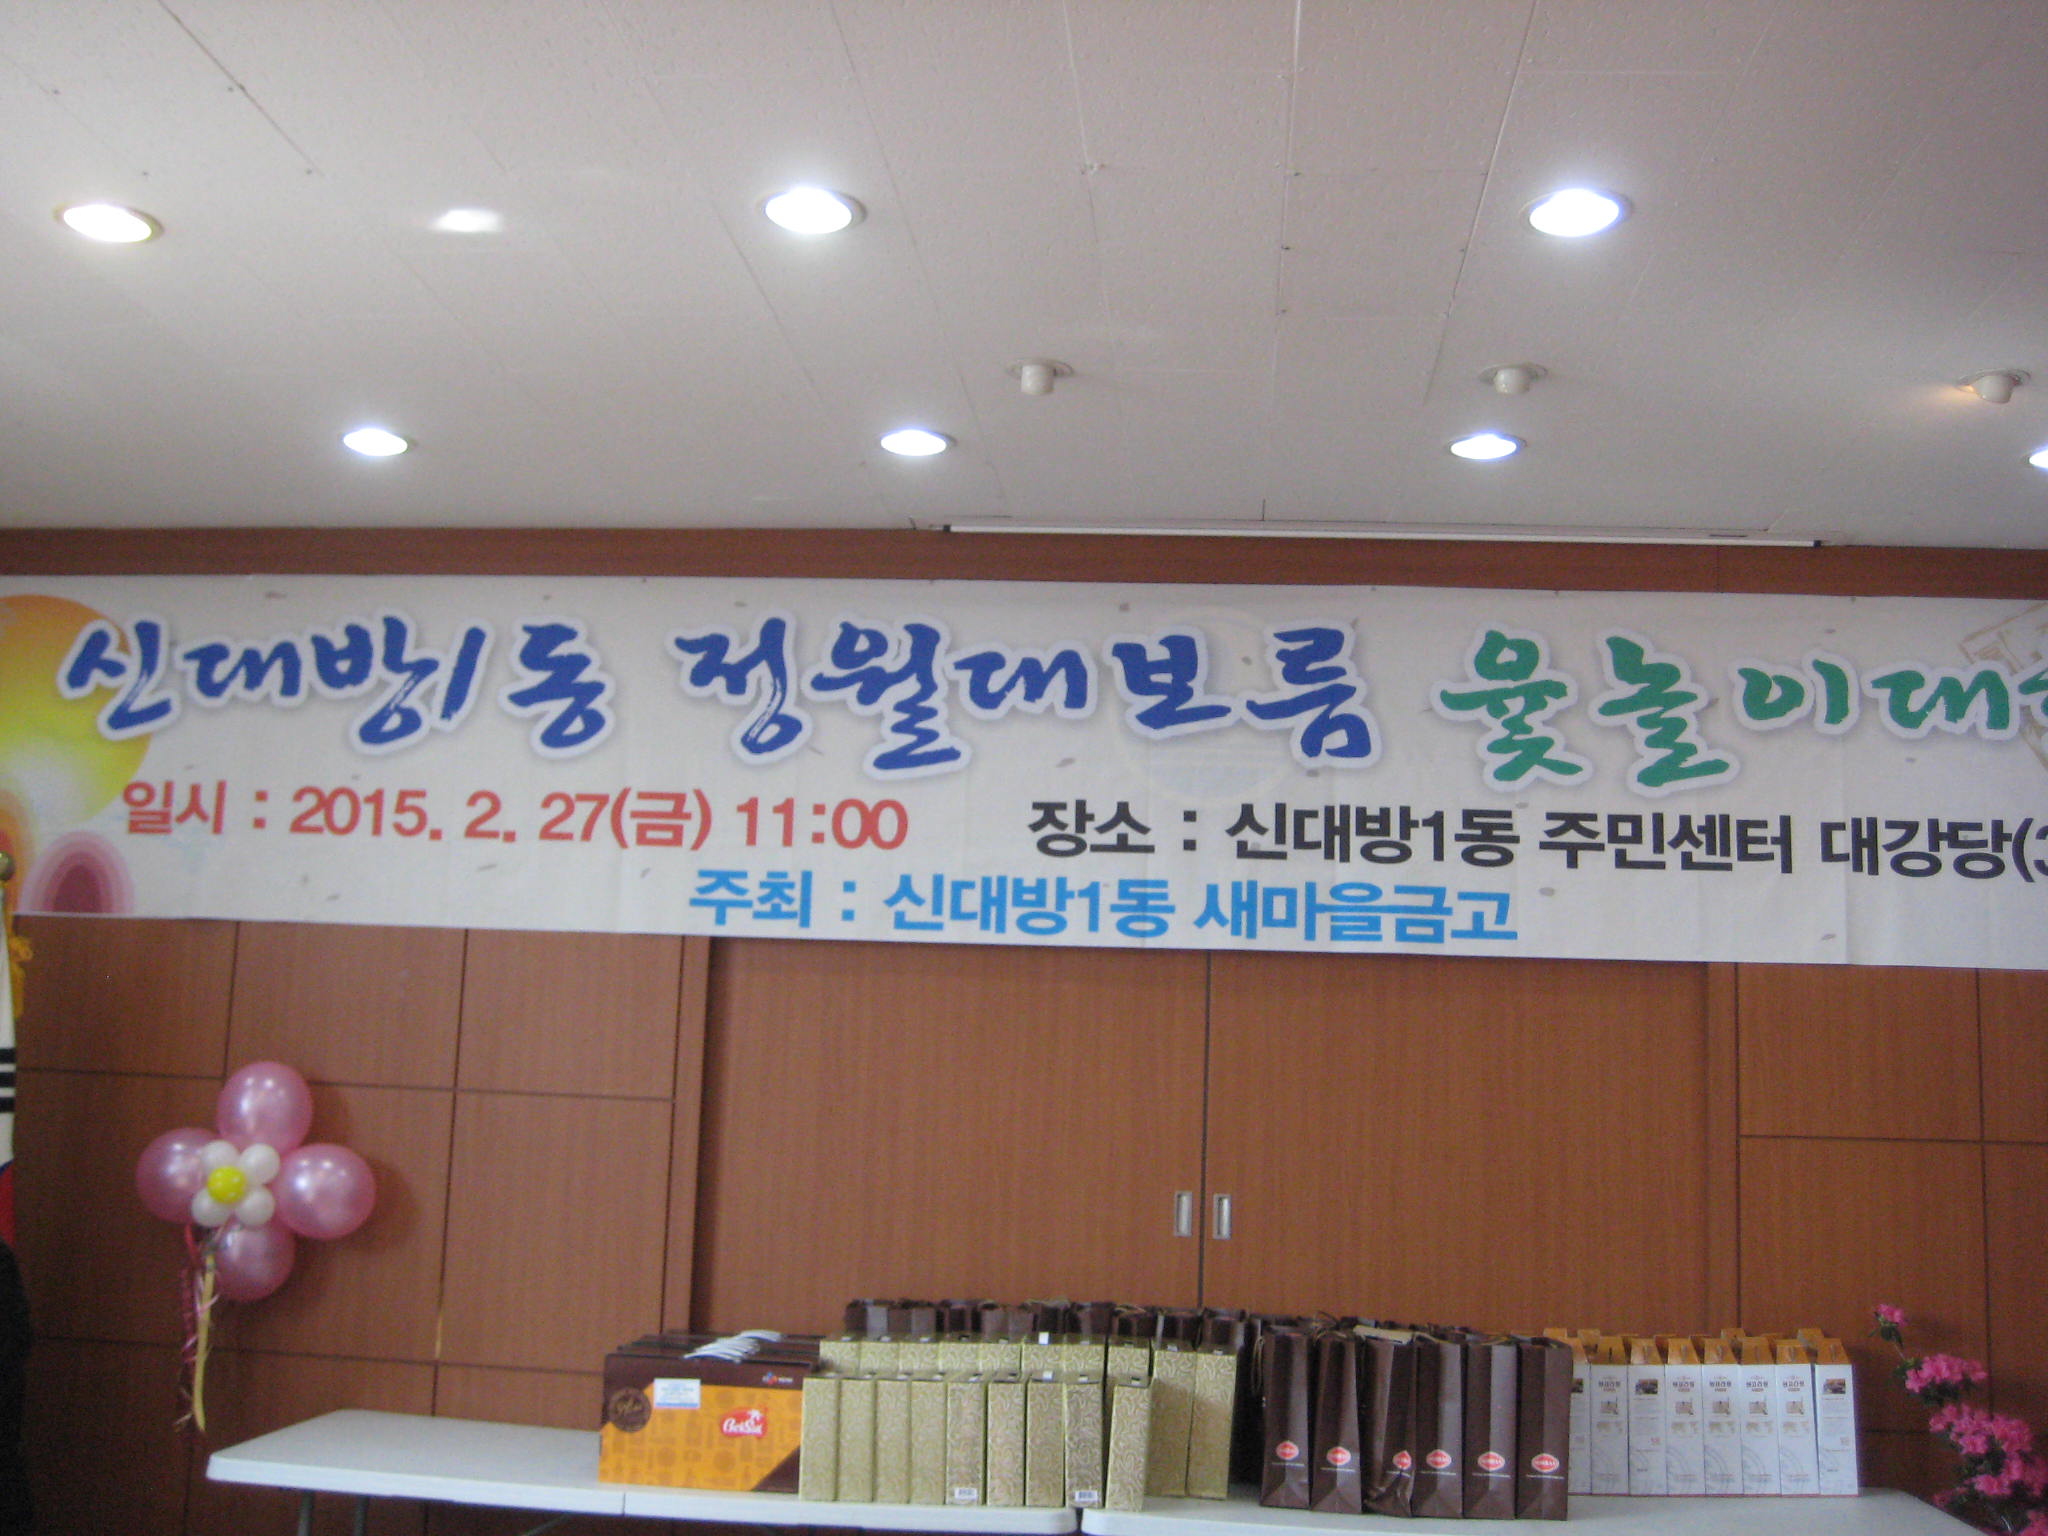 신대방1동 정월대보름 윷놀이대
일시 : 2015. 2. 27(금) 11:00
장소 : 신대방1동 주민센터 대강당(3
주최 : 신대방1동 새마을금고